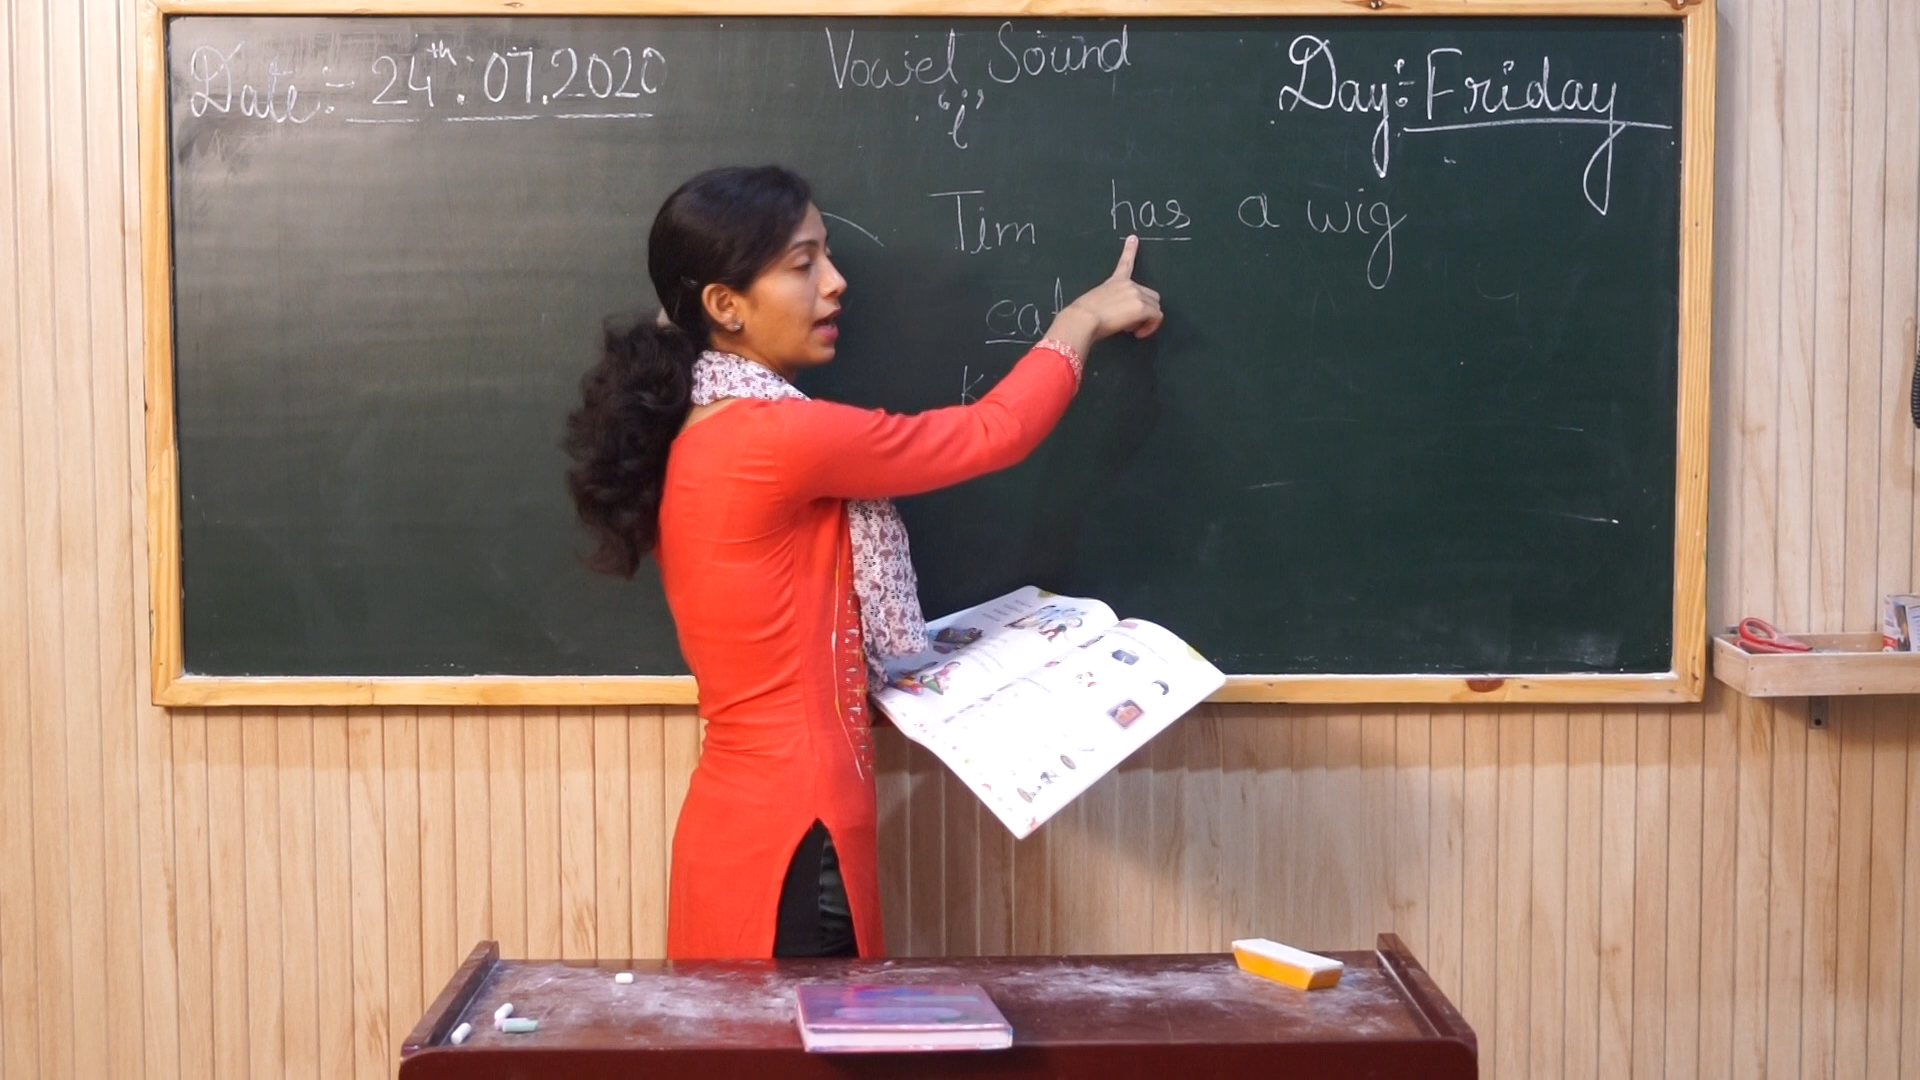 Date:- 24th.07.2020
Vowel Sound
"i"
Day:- Friday
Tim has a wig